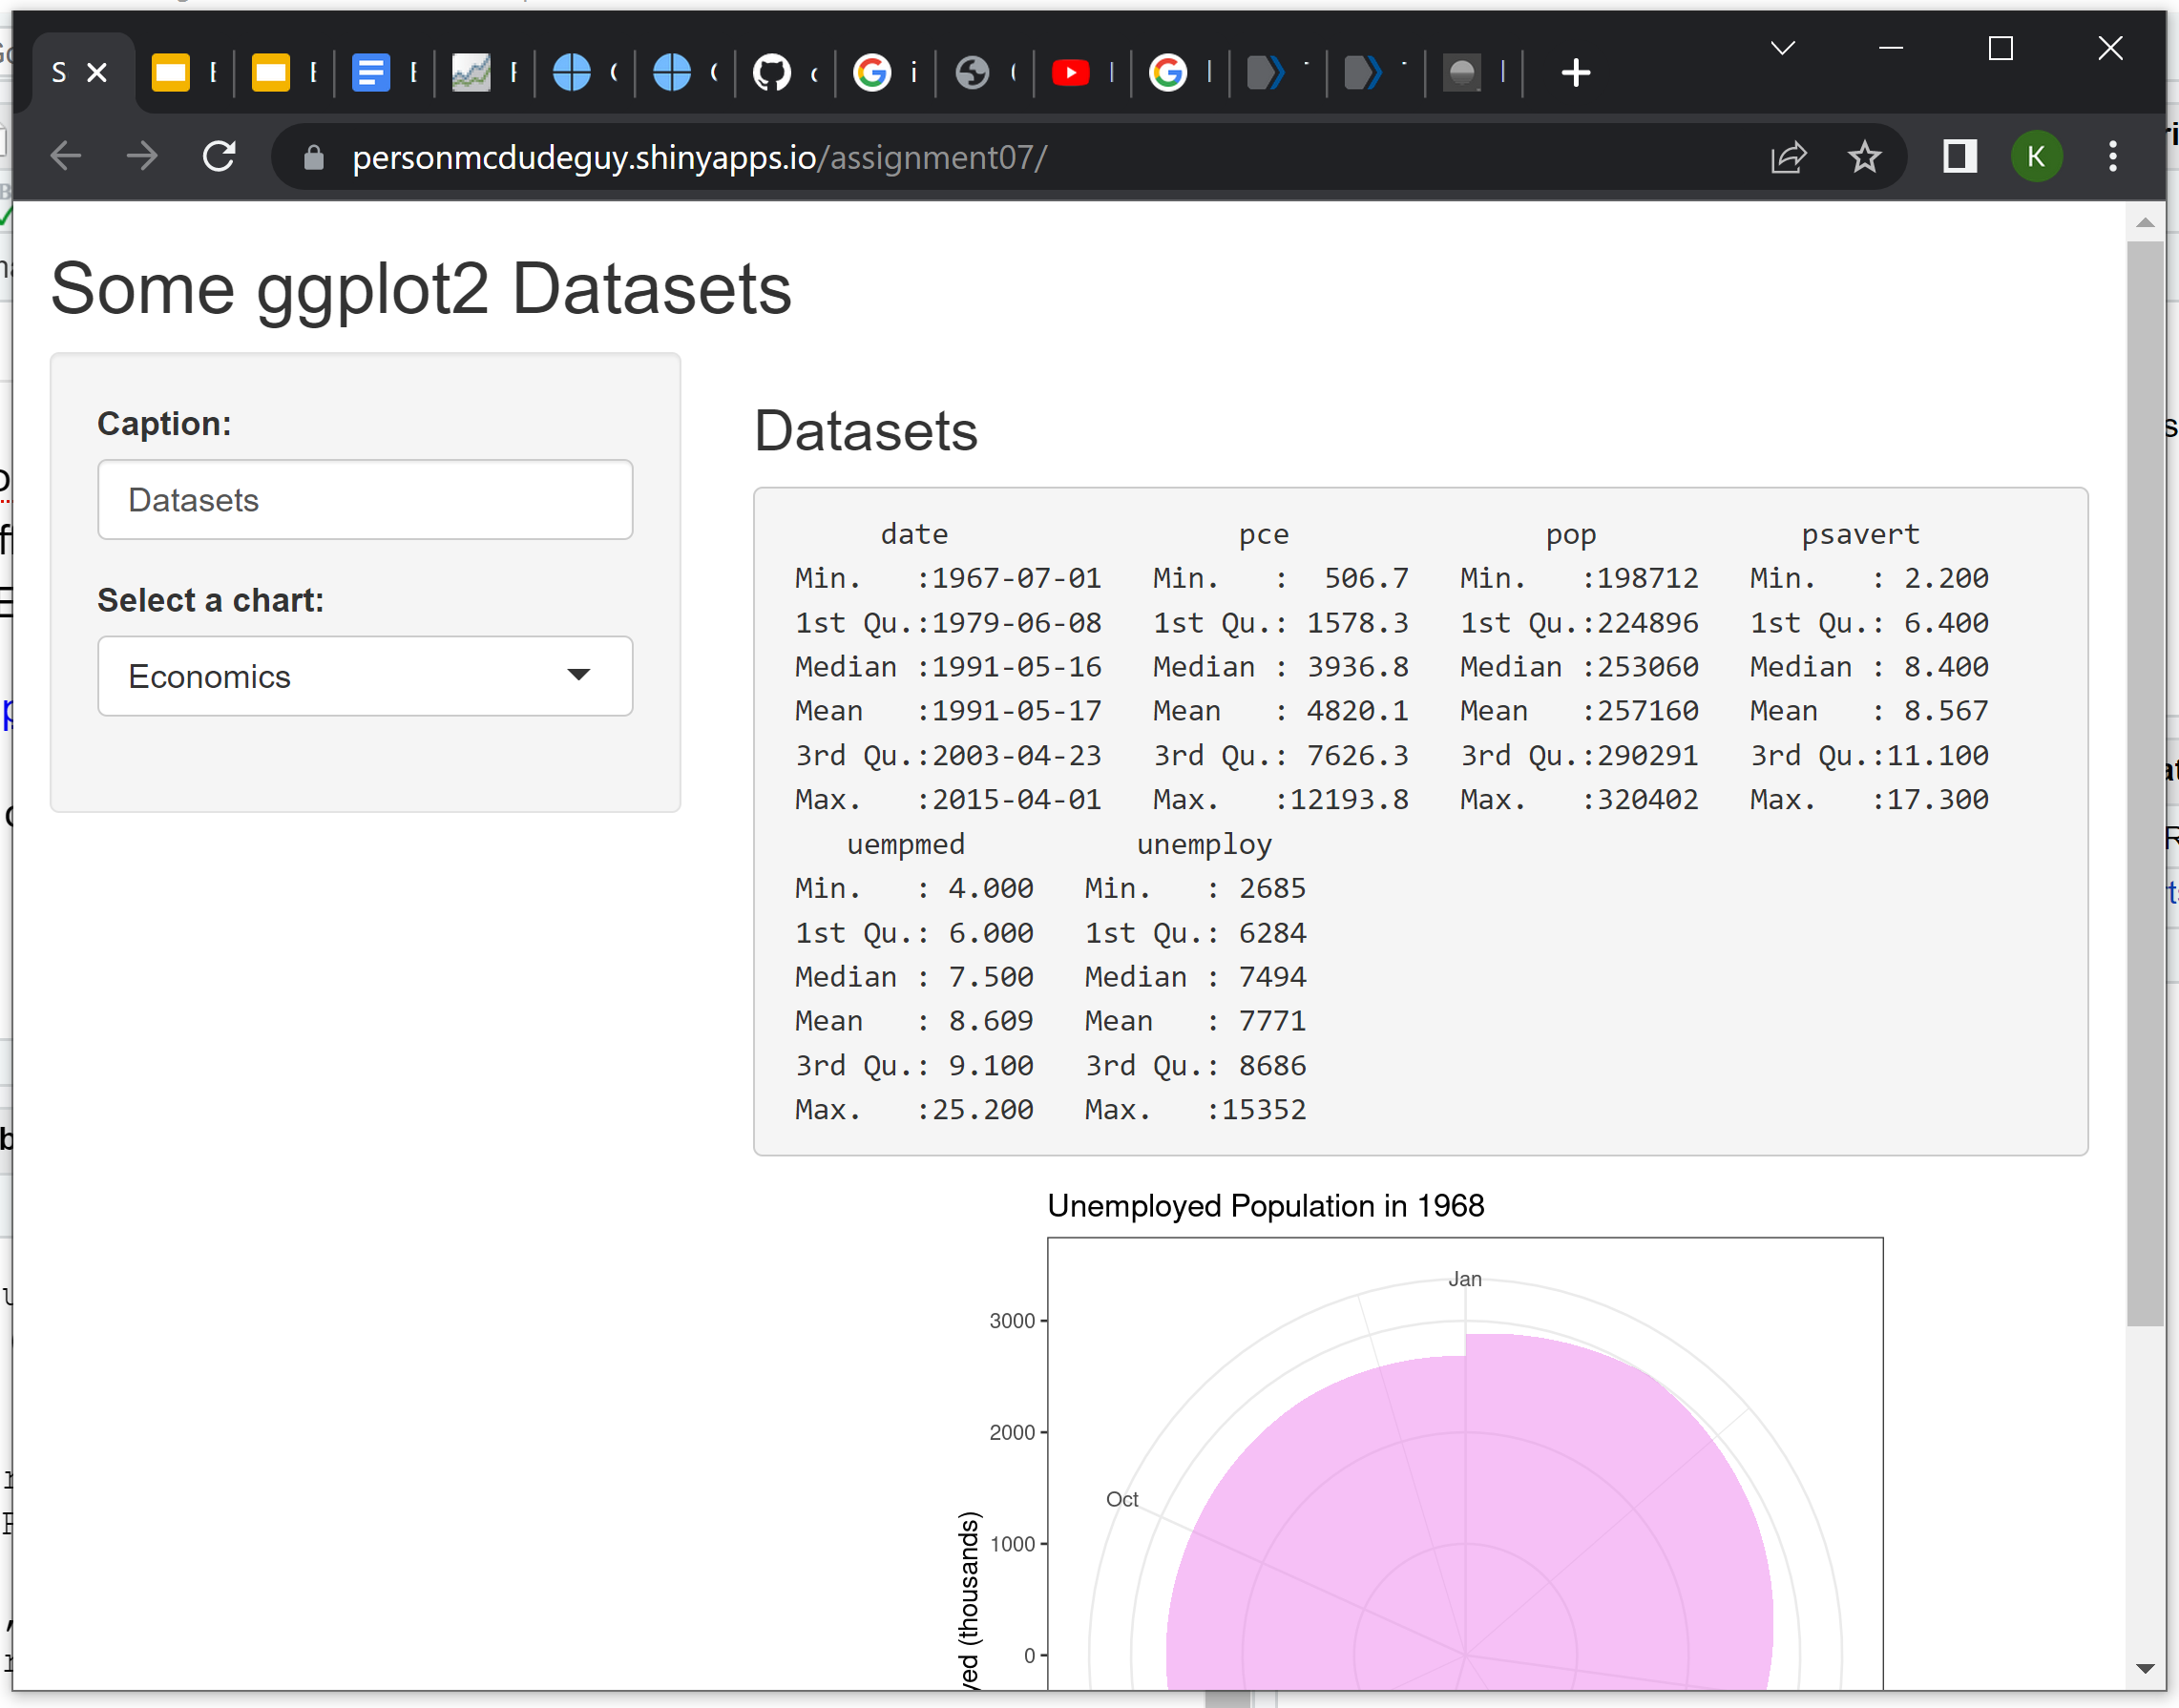 S
personmcdudeguy.shinyapps.io/assignment07/
K
Some ggplot2 Datasets
Caption:
Datasets
Select a chart:
Economics
Datasets
date pce pop psavert
Min. :1967-07-01 Min. : 506.7 Min. :198712 Min. : 2.200
1st Qu.:1979-06-08 1st Qu.: 1578.3 1st Qu.:224896 1st Qu.: 6.400
Median :1991-05-16 Median : 3936.8 Median :253060 Median : 8.400
Mean :1991-05-17 Mean : 4820.1 Mean :257160 Mean : 8.567
3rd Qu.:2003-04-23 3rd Qu.: 7626.3 3rd Qu.:290291 3rd Qu.:11.100
Max. :2015-04-01 Max. :12193.8 Max. :320402 Max. :17.300
uempmed unemploy
Min. : 4.000 Min. : 2685
1st Qu.: 6.000 1st Qu.: 6284
Median : 7.500 Median : 7494
Mean : 8.609 Mean : 7771
3rd Qu.: 9.100 3rd Qu.: 8686
Max. :25.200 Max. :15352
Unemployed Population in 1968
Jan
3000
2000
Oct
1000
0
yed (thousands)